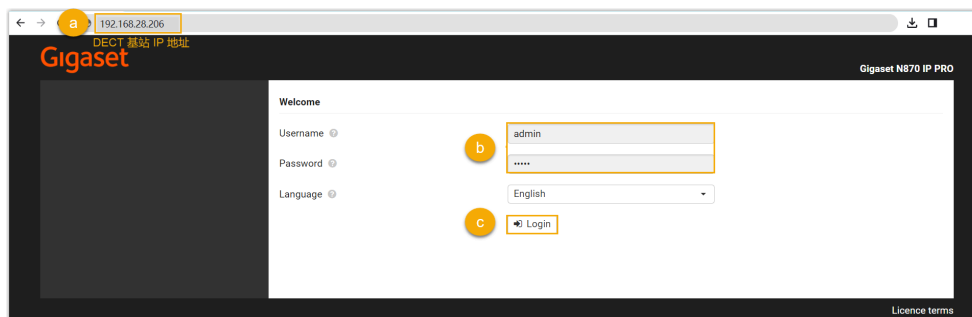 a
192.168.28.206
DECT 基站 IP 地址
Gigaset
Gigaset N870 IP PRO
Welcome
Username
admin
b
Password
•••••
Language
English
c
Login
Licence terms